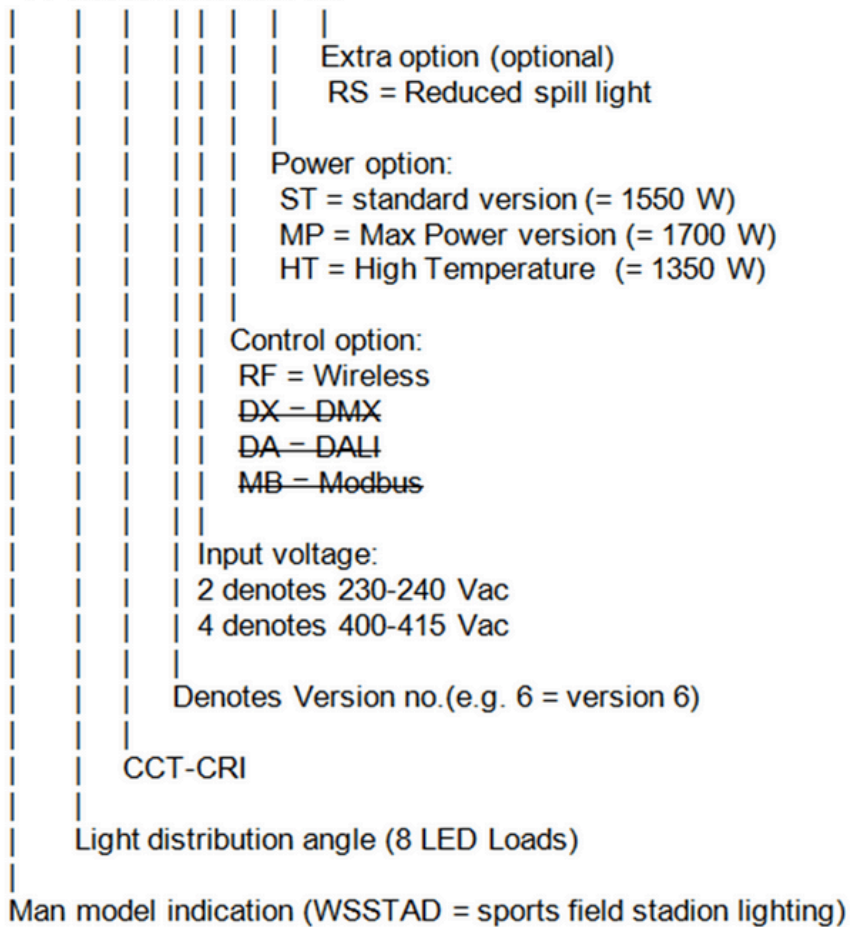 Extra option (optional)
RS = Reduced spill light
Power option:
ST = standard version (= 1550 W)
MP = Max Power version (= 1700 W)
HT = High Temperature (= 1350 W)
Control option:
RF = Wireless
DX = DMX
DA = DALI
MB = Modbus
Input voltage:
2 denotes 230-240 Vac
4 denotes 400-415 Vac
Denotes Version no.(e.g. 6 = version 6)
CCT-CRI
Light distribution angle (8 LED Loads)
Man model indication (WSSTAD = sports field stadion lighting)